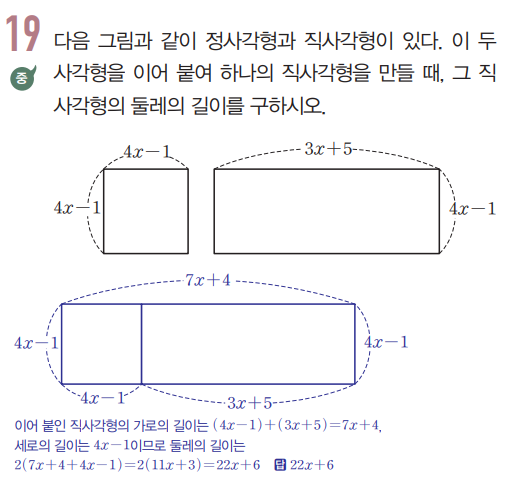 19
중
다음 그림과 같이 정사각형과 직사각형이 있다. 이 두
사각형을 이어 붙여 하나의 직사각형을 만들 때, 그 직
사각형의 둘레의 길이를 구하시오.
4x-1
3x+5
4x-1
4x-1
7x+4
4x-1
4x-1
4x-1
3x+5
이어 붙인 직사각형의 가로의 길이는 (4x-1)+(3x+5)=7x+4,
세로의 길이는 4x-1이므로 둘레의 길이는
2(7x+4+4x-1)=2(11x+3)=22x+6 답 22x+6